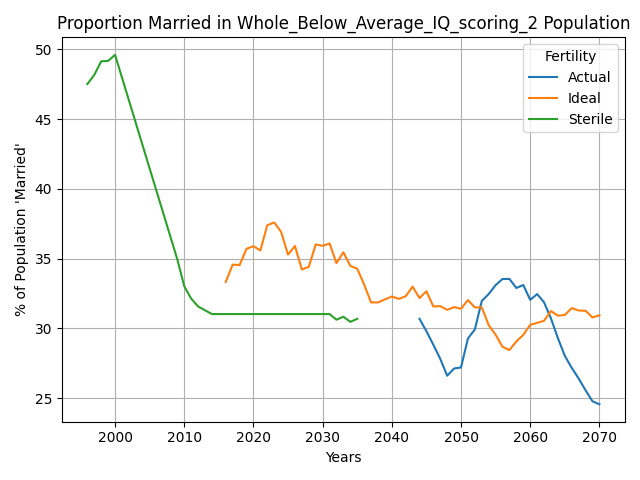 Proportion Married in Whole_Below_Average_IQ_scoring_2 Population
% of Population 'Married'
50
45
40
35
30
25
Fertility
Actual
Ideal
Sterile
2000
2010
2020
2030
2040
2050
2060
2070
Years